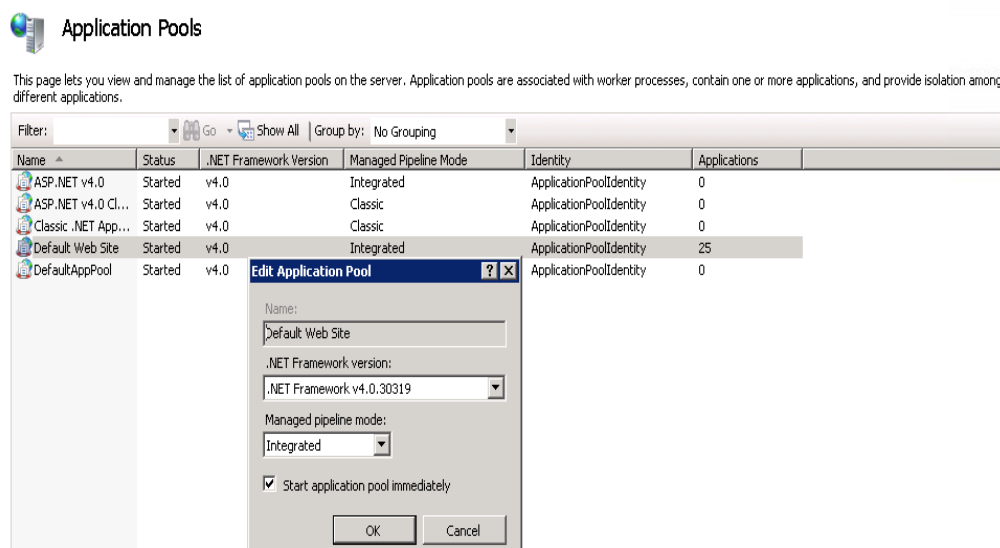 Application Pools
This page lets you view and manage the list of application pools on the server. Application pools are associated with worker processes, contain one or more applications, and provide isolation among
different applications.
Filter: Go Show All Group by: No Grouping
Name Status .NET Framework Version Managed Pipeline Mode Identity Applications
ASP.NET v4.0 Started v4.0 Integrated ApplicationPoolIdentity 0
ASP.NET v4.0 Cl... Started v4.0 Classic ApplicationPoolIdentity 0
Classic .NET App... Started v4.0 Classic ApplicationPoolIdentity 0
Default Web Site Started v4.0 Integrated ApplicationPoolIdentity 25
DefaultAppPool Started v4.0 ApplicationPoolIdentity 0
Edit Application Pool ? X
Name:
Default Web Site
.NET Framework version:
.NET Framework v4.0.30319
Managed pipeline mode:
Integrated
Start application pool immediately
OK Cancel